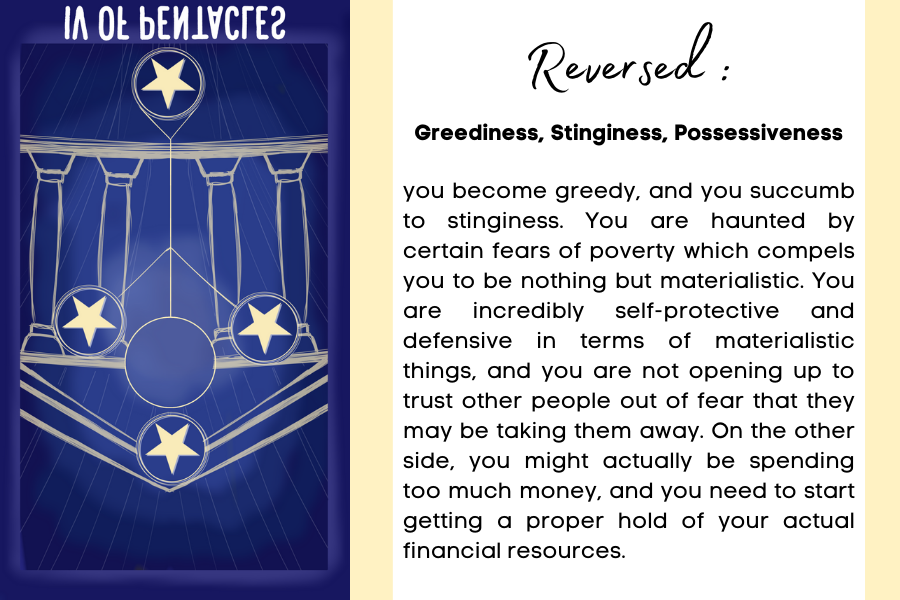 IV OF PENTACLES
Reversed :
Greediness, Stinginess, Possessiveness
you become greedy, and you succumb
to stinginess. You are haunted by
certain fears of poverty which compels
you to be nothing but materialistic. You
are incredibly self-protective and
defensive in terms of materialistic
things, and you are not opening up to
trust other people out of fear that they
may be taking them away. On the other
side, you might actually be spending
too much money, and you need to start
getting a proper hold of your actual
financial resources.